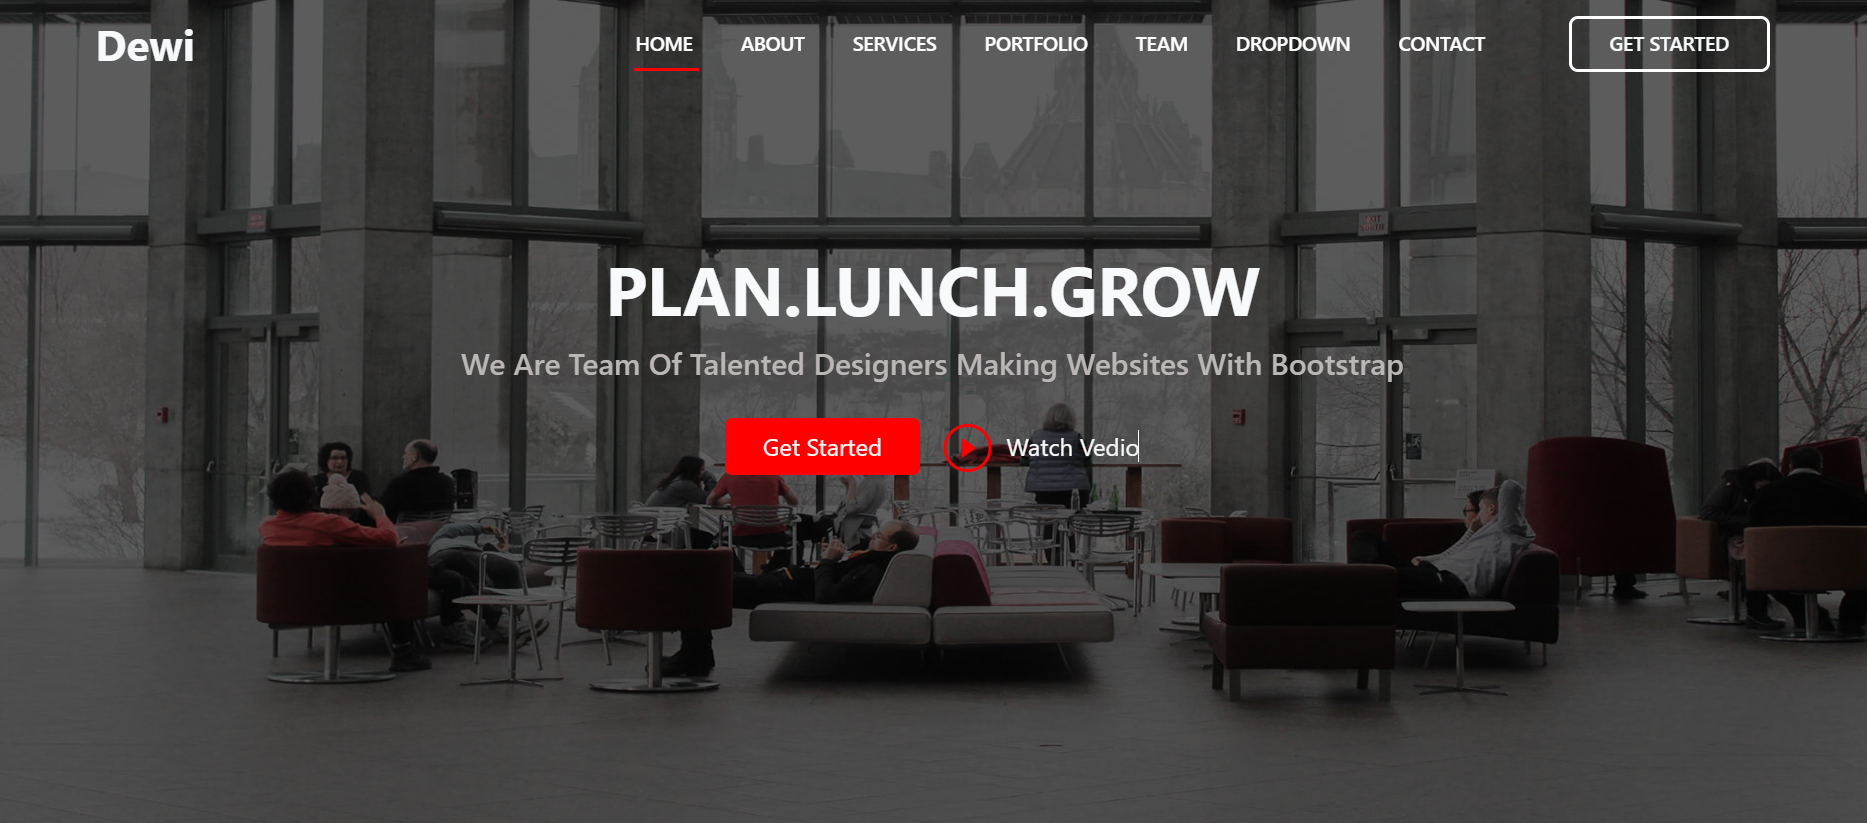 Dewi
HOME ABOUT SERVICES PORTFOLIO TEAM DROPDOWN CONTACT GET STARTED
PLAN.LUNCH.GROW
We Are Team Of Talented Designers Making Websites With Bootstrap
Get Started Watch Vedio